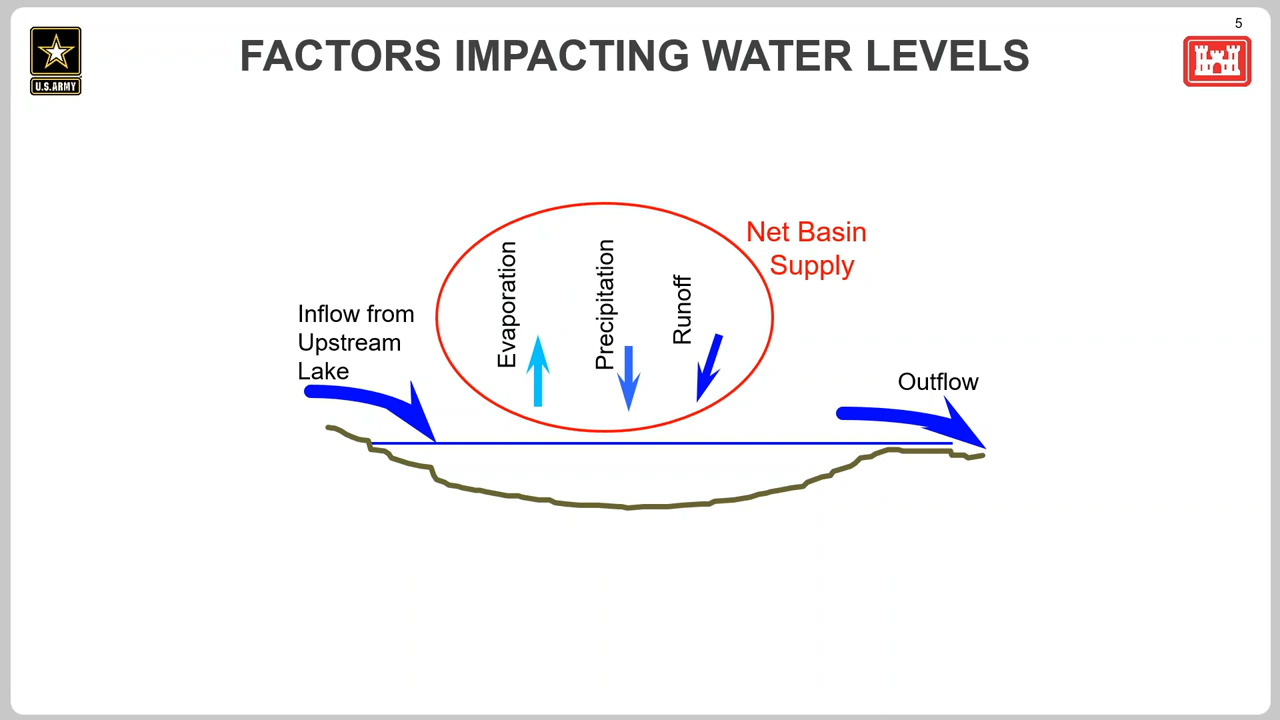 5
FACTORS IMPACTING WATER LEVELS
U.S.ARMY
Net Basin
Supply
Evaporation
Precipitation
Runoff
Inflow from
Upstream
Lake
Outflow